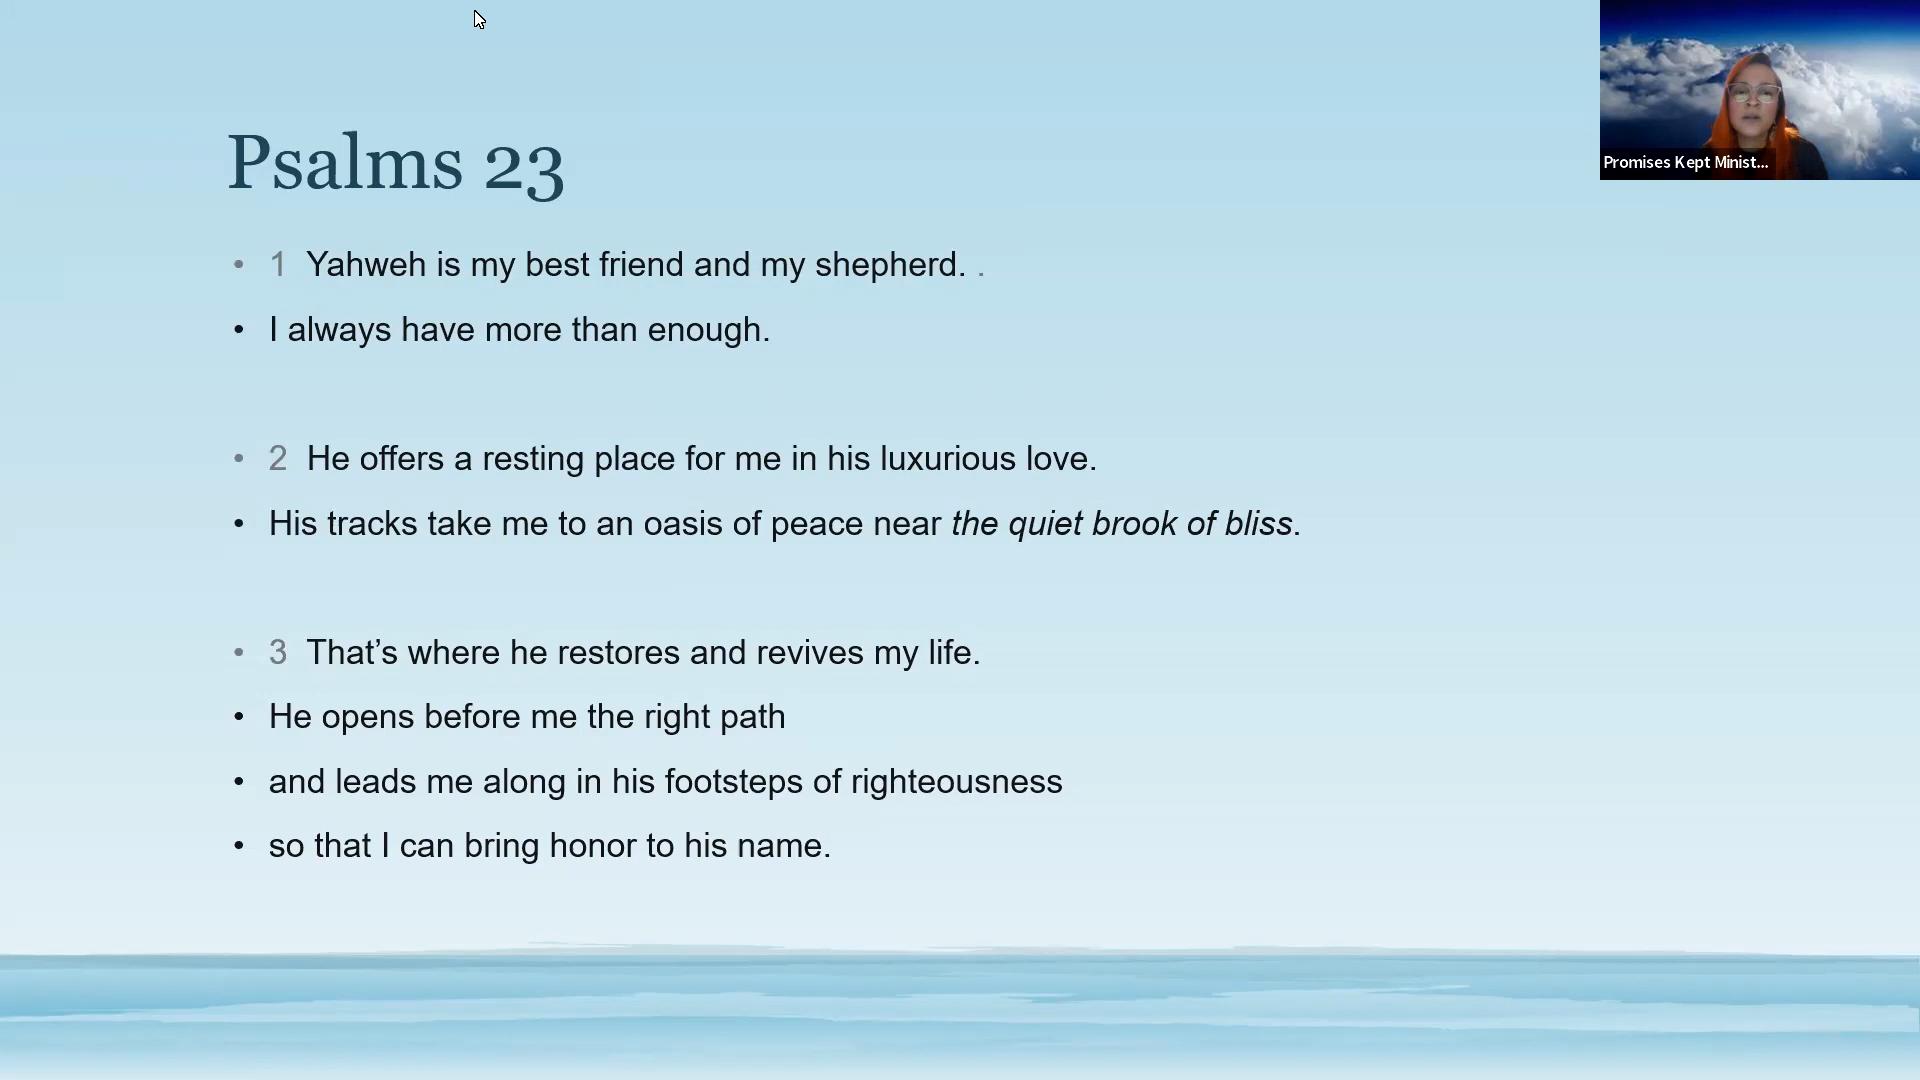 Promises Kept Minist...
Psalms 23
• 1 Yahweh is my best friend and my shepherd. .
• I always have more than enough.
• 2 He offers a resting place for me in his luxurious love.
• His tracks take me to an oasis of peace near the quiet brook of bliss.
• 3 That’s where he restores and revives my life.
• He opens before me the right path
• and leads me along in his footsteps of righteousness
• so that I can bring honor to his name.